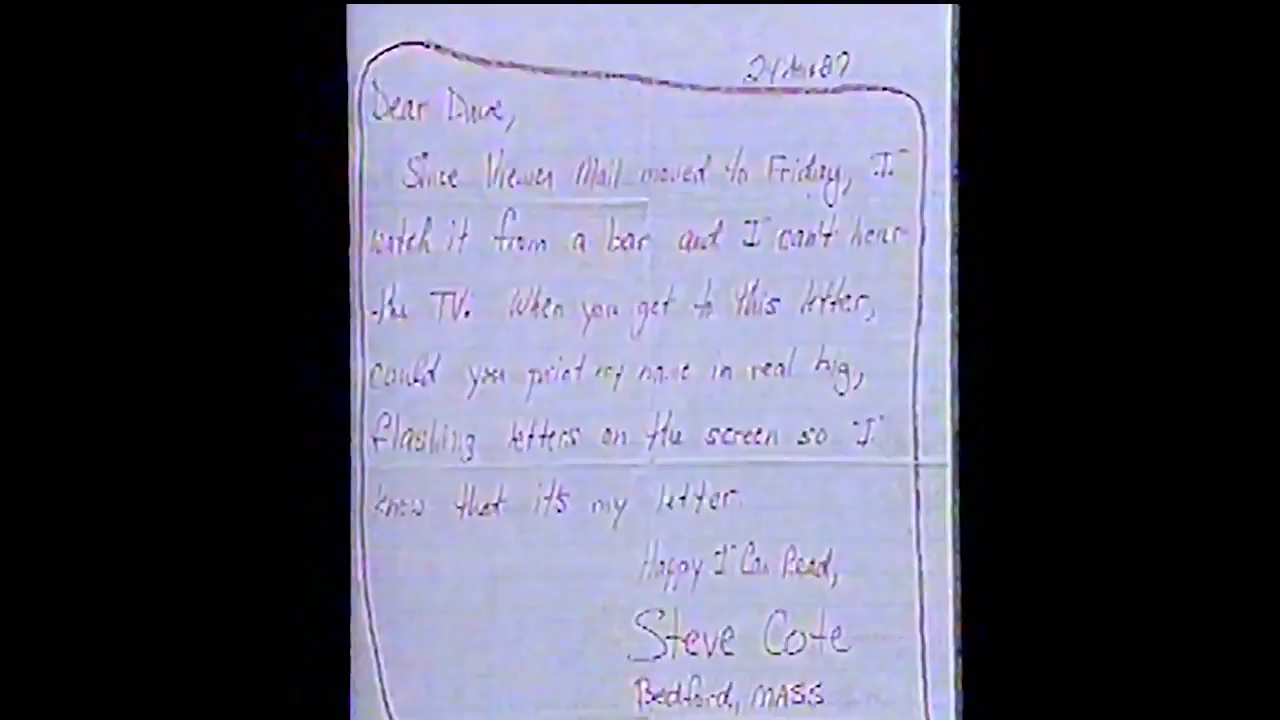 24 Aug 87
Dear Dave,
Since Viewer Mail moved to Friday, I
watch it from a bar and I can't hear
the TV. When you get to this letter,
could you print my name in real big,
flashing letters on the screen so I
know that it's my letter.
Happy I Can Read,
Steve Cote
Bedford, MASS